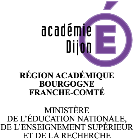 académie
Dijon
RÉGION ACADÉMIQUE
BOURGOGNE
FRANCHE-COMTÉ
MINISTÈRE
DE L'ÉDUCATION NATIONALE,
DE L'ENSEIGNEMENT SUPÉRIEUR
ET DE LA RECHERCHE